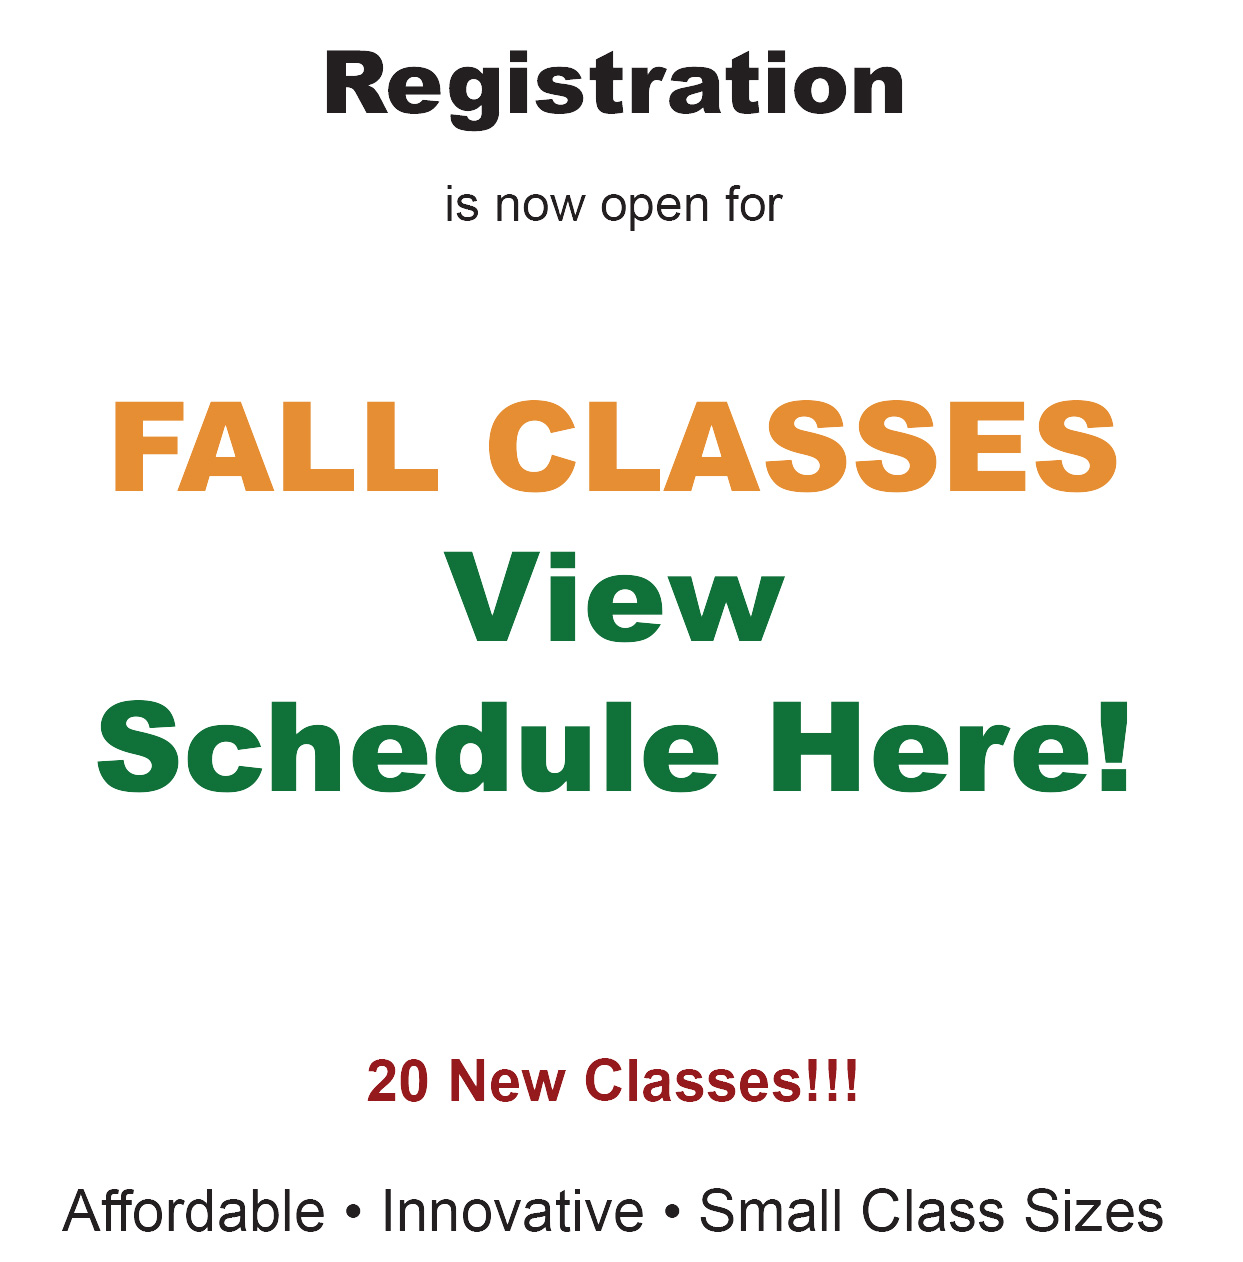 Registration
is now open for
FALL CLASSES
View
Schedule Here!
20 New Classes!!!
Affordable • Innovative • Small Class Sizes